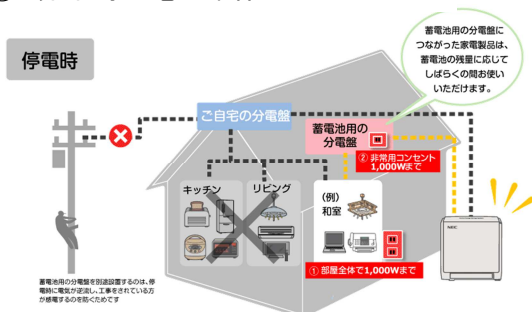 停電時
蓄電池用の分電盤に
つながった家電製品は、
蓄電池の残量に応じて
しばらくの間お使い
いただけます。
ご自宅の分電盤
蓄電池用の
分電盤
② 非常用コンセント
1,000Wまで
キッチン
リビング
(例)
和室
NEC
① 部屋全体で1,000Wまで
蓄電池用の分電盤を別途設置するのは、停
電時に電気が逆流し、工事をされている方
が感電するのを防ぐためです